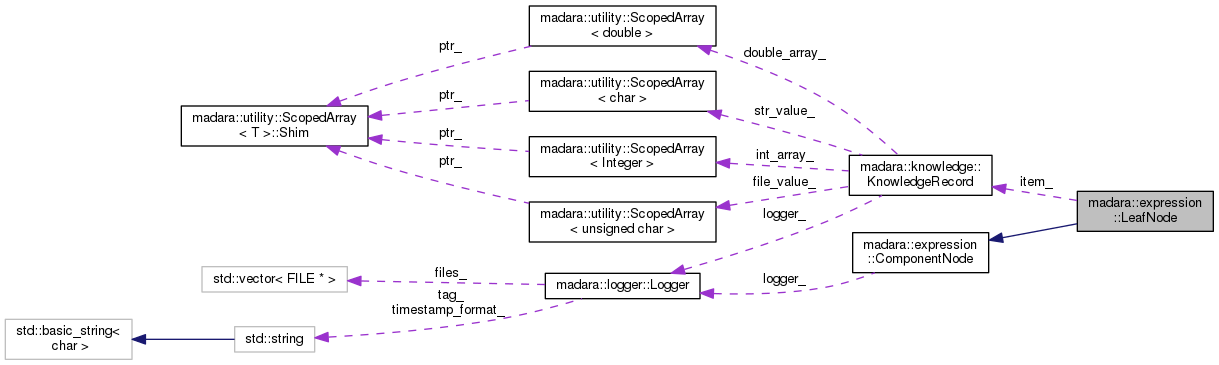 madara::utility::ScopedArray
< double >
ptr_
double_array_
madara::utility::ScopedArray
< char >
ptr_
str_value_
madara::utility::ScopedArray
< T >::Shim
ptr_
madara::utility::ScopedArray
< Integer >
int_array_
ptr_
madara::knowledge::
KnowledgeRecord
item_
file_value_
madara::utility::ScopedArray
< unsigned char >
logger_
madara::expression
::LeafNode
madara::expression
::ComponentNode
std::vector< FILE * >
files_
madara::logger::Logger
logger_
tag_
timestamp_format_
std::basic_string<
char >
std::string